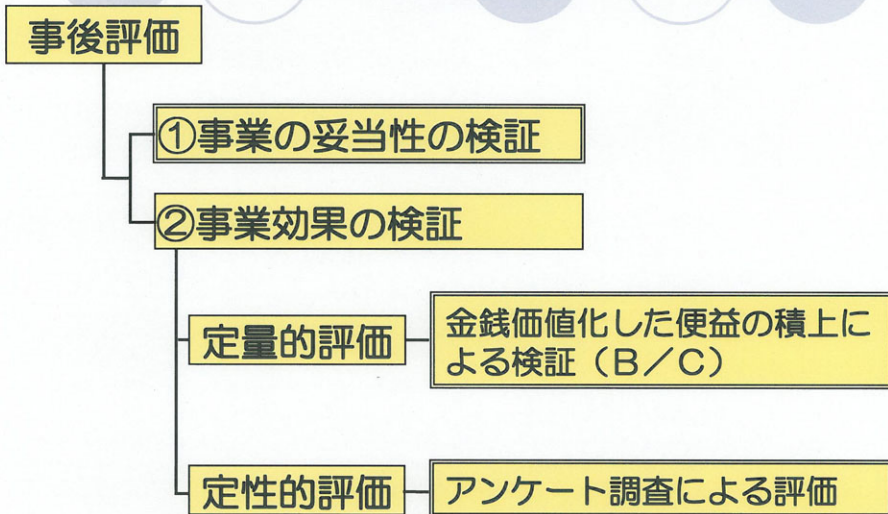 事後評価
①事業の妥当性の検証
②事業効果の検証
定量的評価
金銭価値化した便益の積上に
よる検証（B／C）
定性的評価
アンケート調査による評価